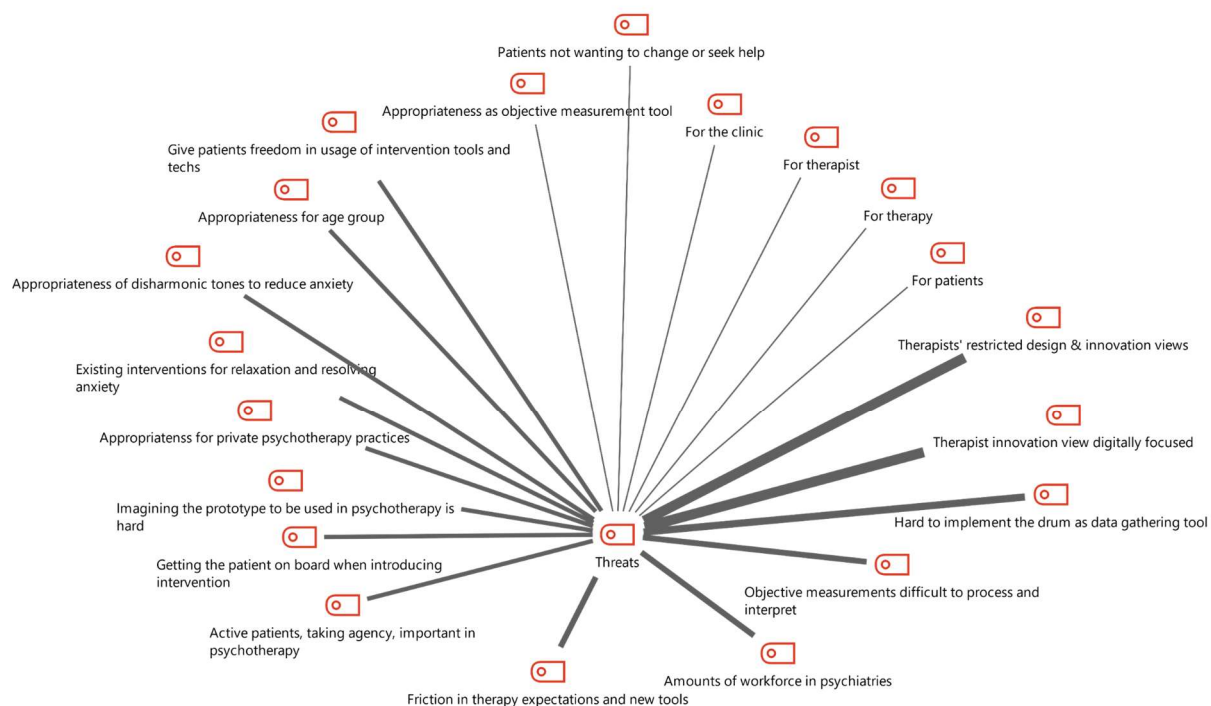 Patients not wanting to change or seek help
Appropriateness as objective measurement tool
For the clinic
Give patients freedom in usage of intervention tools and
techs
For therapist
Appropriateness for age group
For therapy
Appropriateness of disharmonic tones to reduce anxiety
For patients
Therapists' restricted design & innovation views
Existing interventions for relaxation and resolving
anxiety
Appropriatenss for private psychotherapy practices
Therapist innovation view digitally focused
Imagining the prototype to be used in psychotherapy is
hard
Hard to implement the drum as data gathering tool
Getting the patient on board when introducing
intervention
Threats
Objective measurements difficult to process and
interpret
Active patients, taking agency, important in
psychotherapy
Amounts of workforce in psychiatries
Friction in therapy expectations and new tools